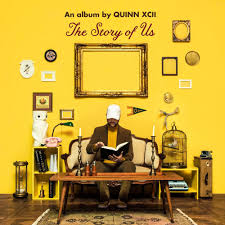 An album by QUINN XCII
The Story of Us